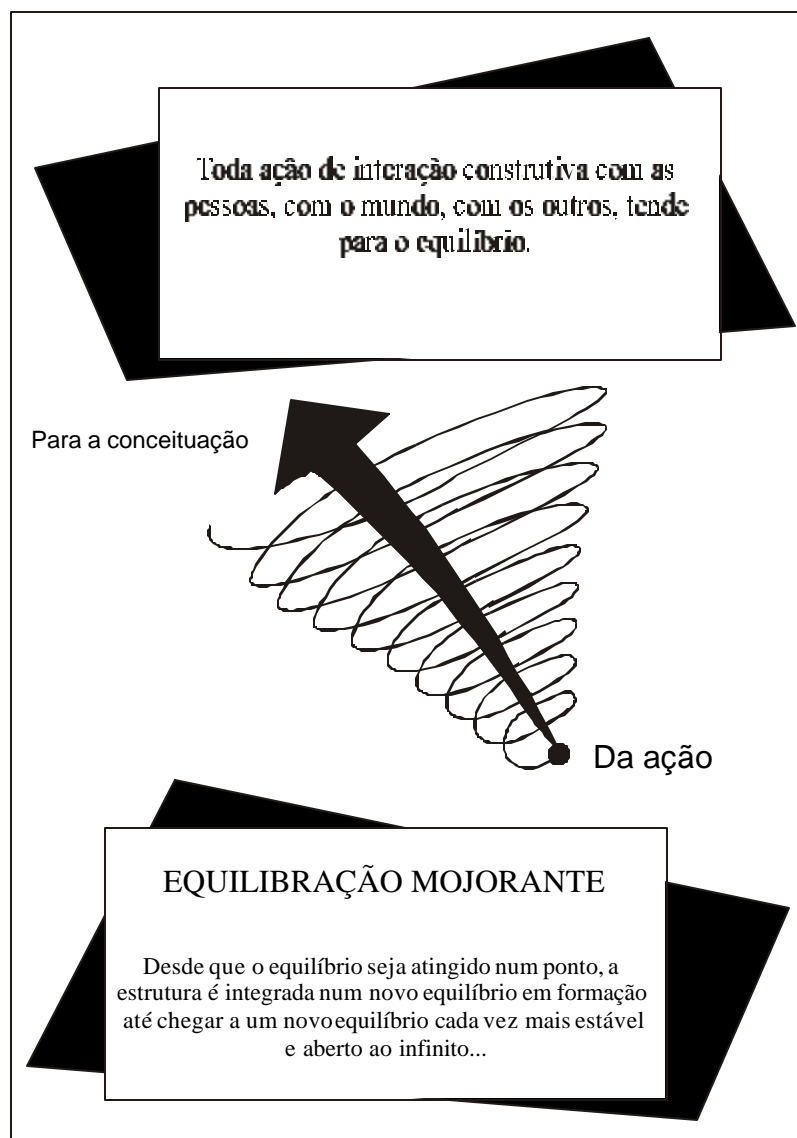 Toda ação de interação construtiva com as
pessoas, com o mundo, com os outros, tende
para o equilíbrio.
Para a conceituação
Da ação
EQUILIBRAÇÃO MOJORANTE
Desde que o equilíbrio seja atingido num ponto, a
estrutura é integrada num novo equilíbrio em formação
até chegar a um novo equilíbrio cada vez mais estável
e aberto ao infinito...